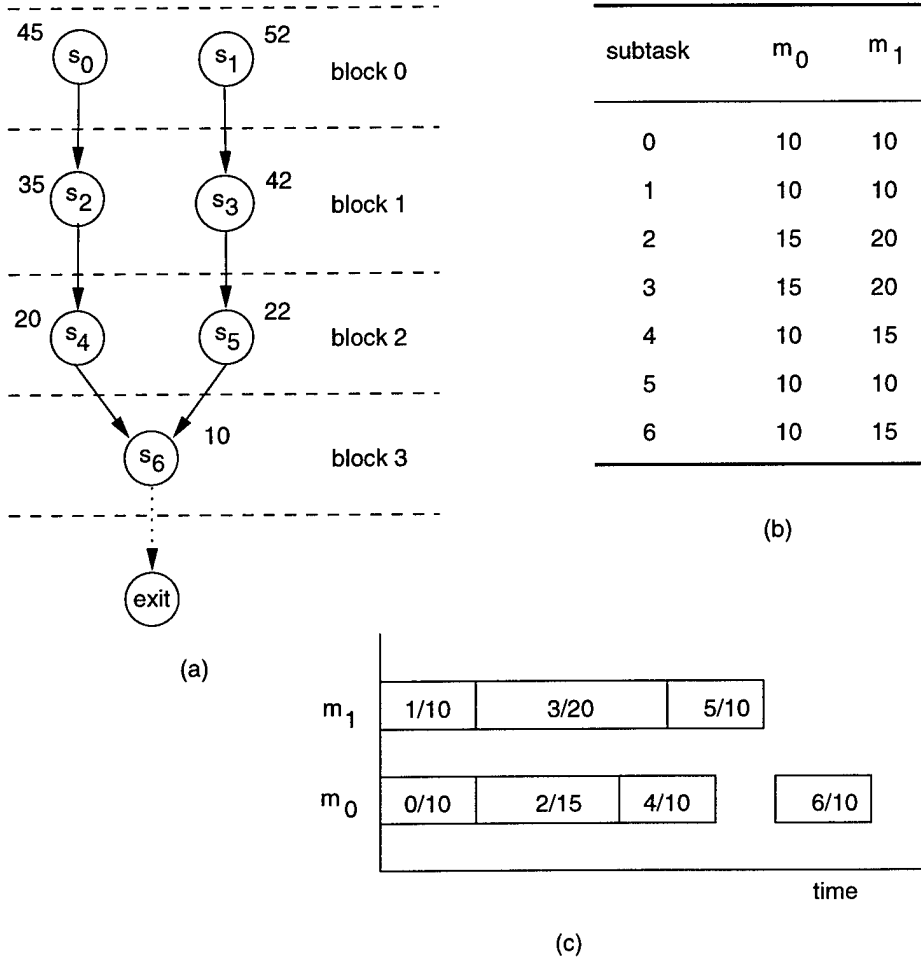 45 s0 52 s1 block 0
35 s2 42 s3 block 1
20 s4 22 s5 block 2
s6 10 block 3
exit
(a)
subtask m0 m1
0 10 10
1 10 10
2 15 20
3 15 20
4 10 15
5 10 10
6 10 15
(b)
m1 1/10 3/20 5/10
m0 0/10 2/15 4/10 6/10
time
(c)